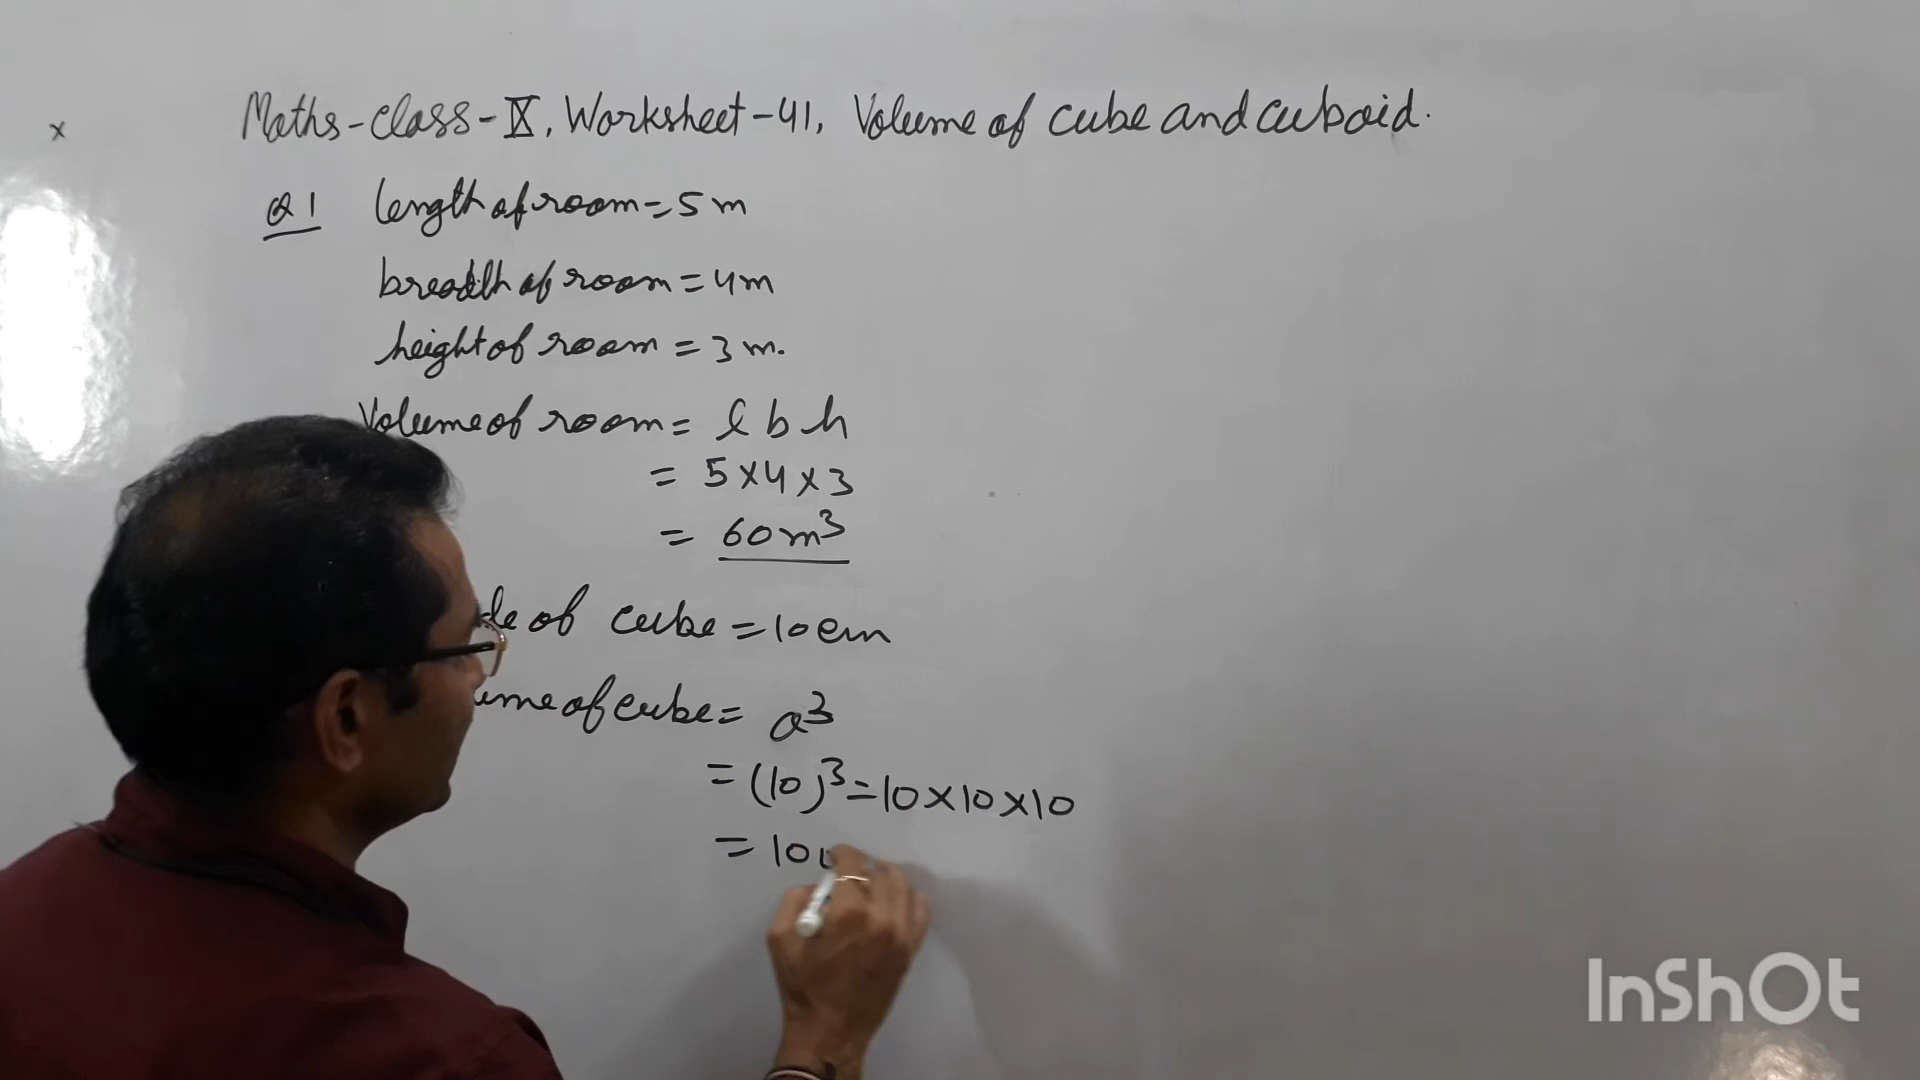 x
Maths-class-IX, Worksheet-41, Volume of cube and cuboid.
Q1 length of room = 5 m
breadth of room = 4m
height of room = 3 m.
Volume of room = l b h
= 5 x 4 x 3
= 60 m³
of cube = 10 cm
of cube = a³
= (10)³ = 10 x 10 x 10
= 100
InShOt